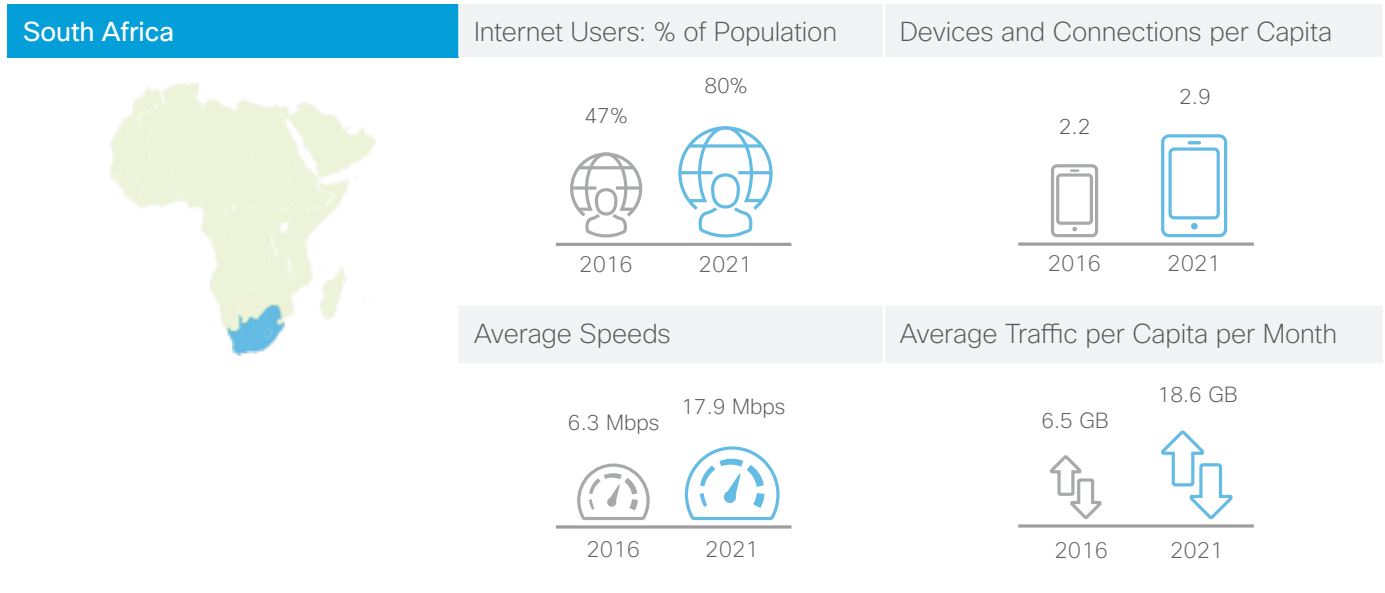 South Africa
Internet Users: % of Population
Devices and Connections per Capita
47%
80%
2016
2021
2.2
2.9
2016
2021
Average Speeds
Average Traffic per Capita per Month
6.3 Mbps
17.9 Mbps
2016
2021
6.5 GB
18.6 GB
2016
2021